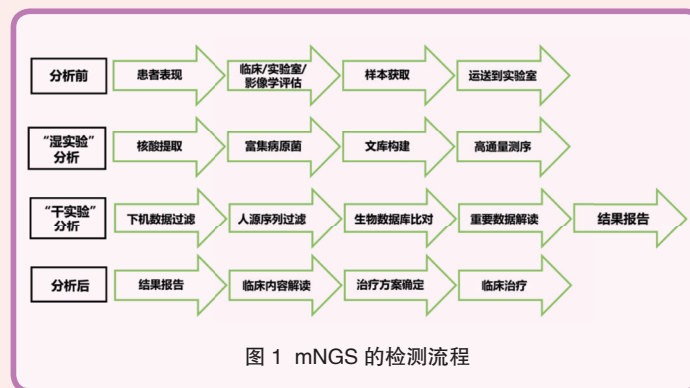 分析前
患者表现
临床/实验室/
影像学评估
样本获取
运送到实验室
“湿实验”
分析
核酸提取
富集病原菌
文库构建
高通量测序
“干实验”
分析
下机数据过滤
人源序列过滤
生物数据库比对
重要数据解读
结果报告
分析后
结果报告
临床内容解读
治疗方案确定
临床治疗
图 1 mNGS 的检测流程